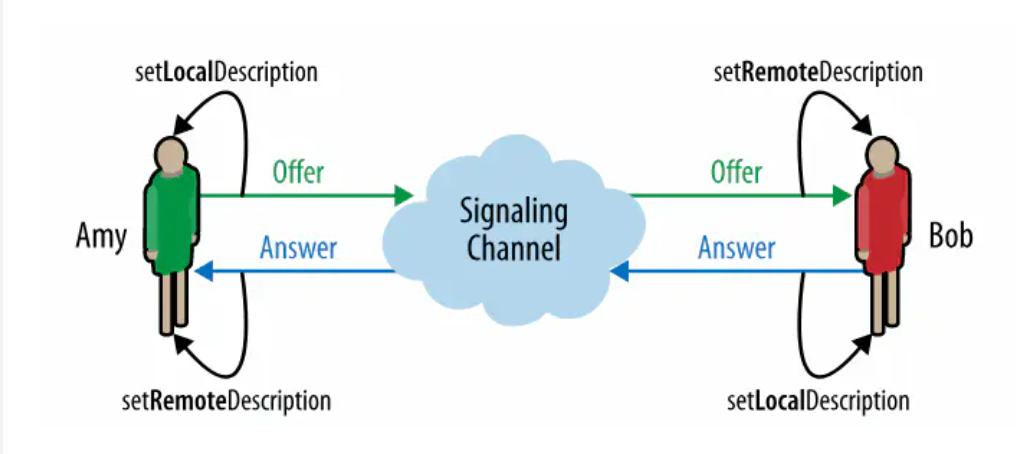 setLocalDescription
setRemoteDescription
Offer
Offer
Signaling
Channel
Amy
Bob
Answer
Answer
setRemoteDescription
setLocalDescription